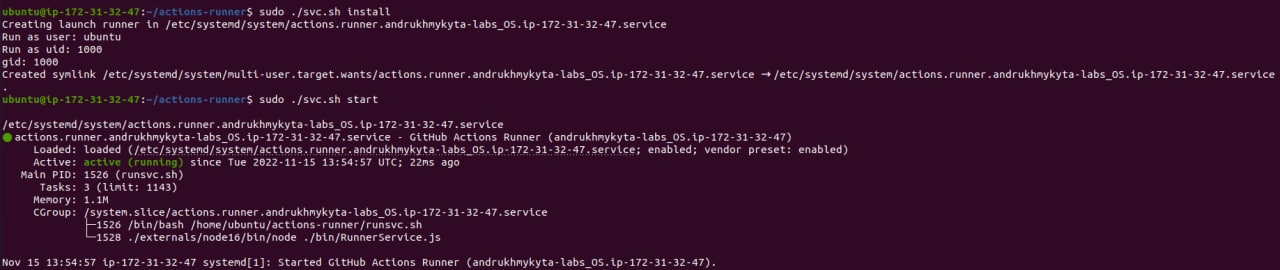 ubuntu@ip-172-31-32-47:~/actions-runner$ sudo ./svc.sh install
Creating launch runner in /etc/systemd/system/actions.runner.andrukhmykyta-labs_OS.ip-172-31-32-47.service
Run as user: ubuntu
Run as uid: 1000
gid: 1000
Created symlink /etc/systemd/system/multi-user.target.wants/actions.runner.andrukhmykyta-labs_OS.ip-172-31-32-47.service → /etc/systemd/system/actions.runner.andrukhmykyta-labs_OS.ip-172-31-32-47.service
.
ubuntu@ip-172-31-32-47:~/actions-runner$ sudo ./svc.sh start
/etc/systemd/system/actions.runner.andrukhmykyta-labs_OS.ip-172-31-32-47.service
● actions.runner.andrukhmykyta-labs_OS.ip-172-31-32-47.service - GitHub Actions Runner (andrukhmykyta-labs_OS.ip-172-31-32-47)
Loaded: loaded (/etc/systemd/system/actions.runner.andrukhmykyta-labs_OS.ip-172-31-32-47.service; enabled; vendor preset: enabled)
Active: active (running) since Tue 2022-11-15 13:54:57 UTC; 22ms ago
Main PID: 1526 (runsvc.sh)
Tasks: 3 (limit: 1143)
Memory: 1.1M
CGroup: /system.slice/actions.runner.andrukhmykyta-labs_OS.ip-172-31-32-47.service
├─1526 /bin/bash /home/ubuntu/actions-runner/runsvc.sh
└─1528 ./externals/node16/bin/node ./bin/RunnerService.js
Nov 15 13:54:57 ip-172-31-32-47 systemd[1]: Started GitHub Actions Runner (andrukhmykyta-labs_OS.ip-172-31-32-47).